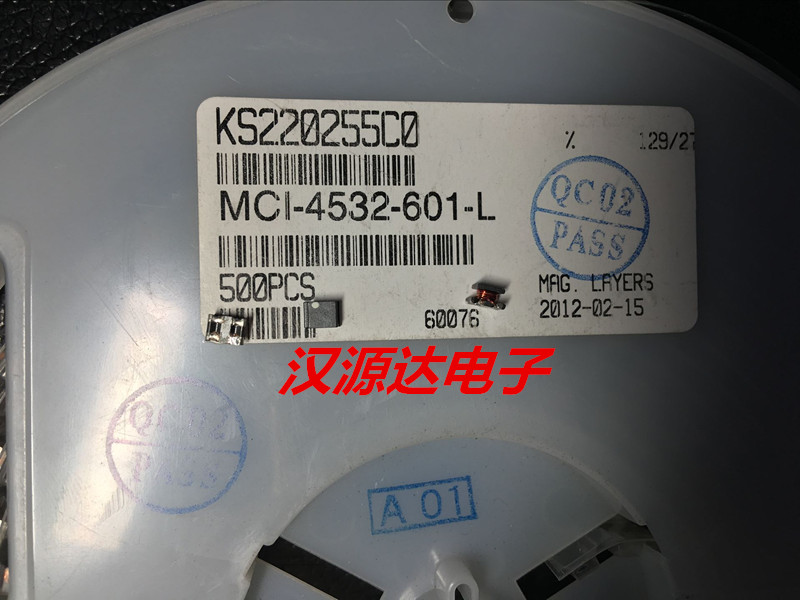 KS220255C0
% 129/27
MCI-4532-601-L
QC02
PASS
500PCS
MAG. LAYERS
60076
2012-02-15
汉源达电子
QC02
PASS
A01